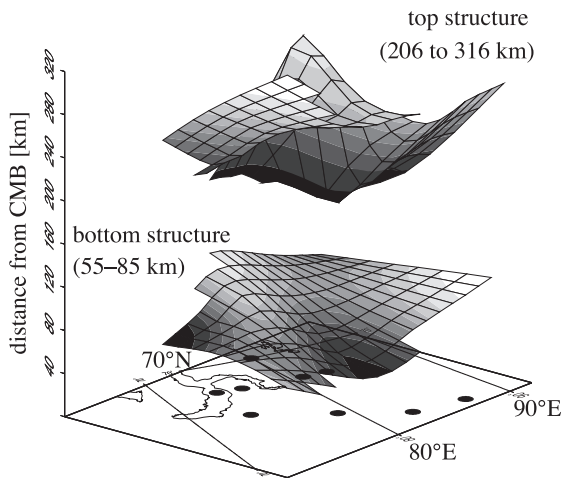 top structure
(206 to 316 km)
320
280
240
200
160
120
80
40
distance from CMB [km]
bottom structure
(55–85 km)
70°N
80°E
90°E